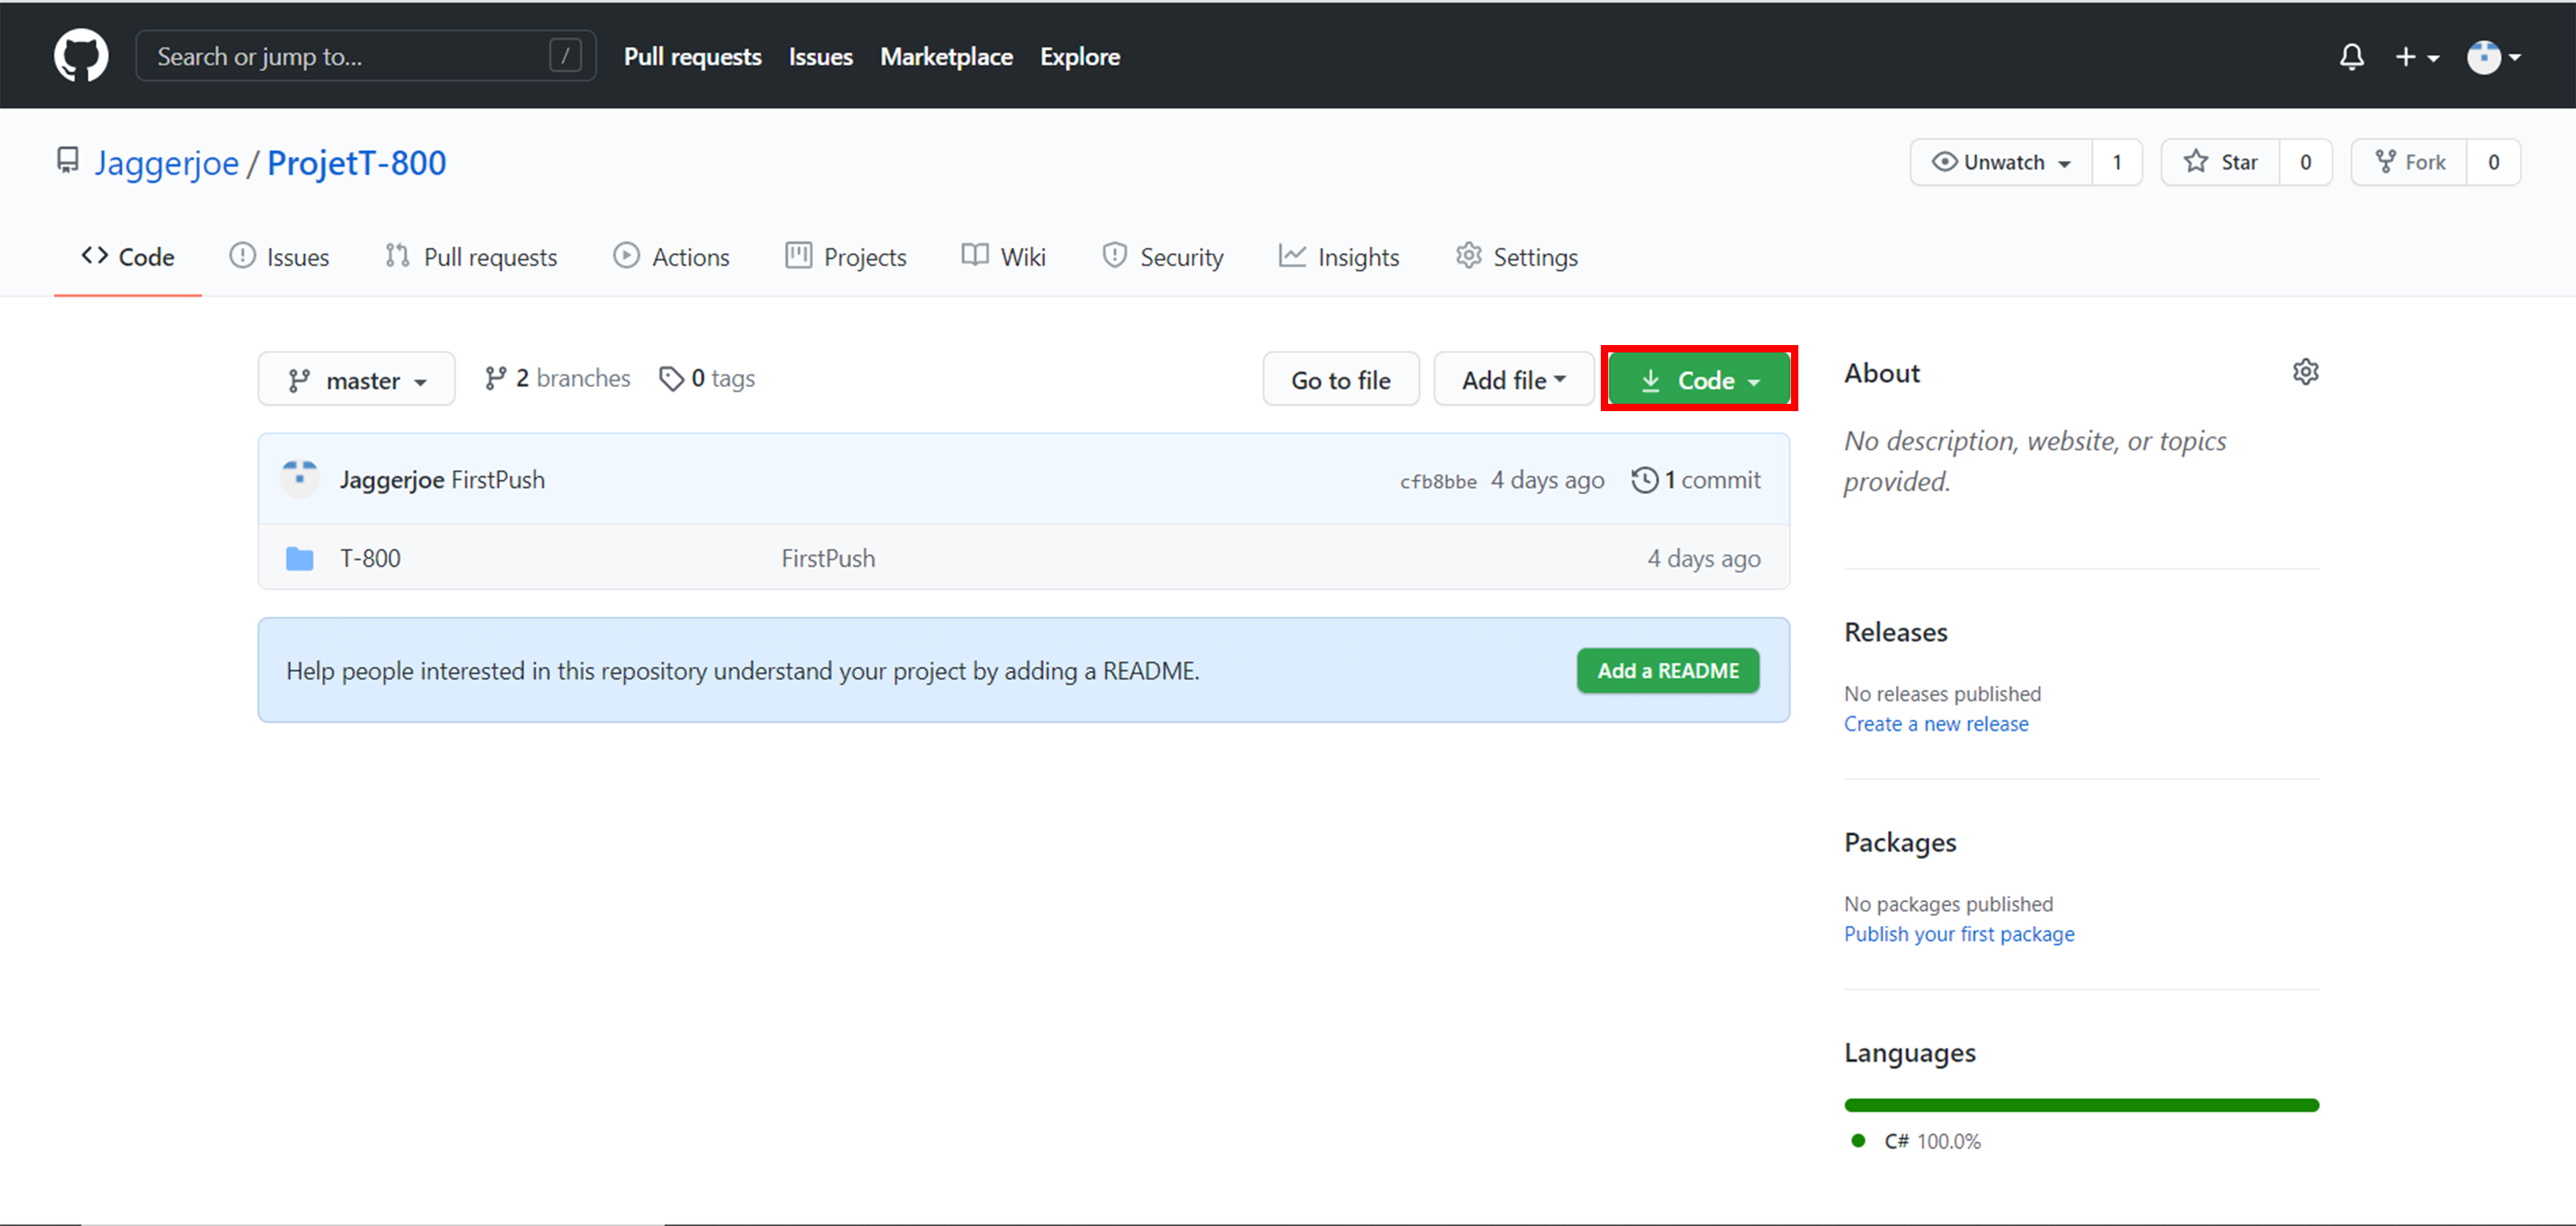 Search or jump to... / Pull requests Issues Marketplace Explore
Jaggerjoe / ProjetT-800 Unwatch 1 Star 0 Fork 0
Code Issues Pull requests Actions Projects Wiki Security Insights Settings
master 2 branches 0 tags Go to file Add file Code
Jaggerjoe FirstPush cfb8bbe 4 days ago 1 commit
T-800 FirstPush 4 days ago
Help people interested in this repository understand your project by adding a README. Add a README
About
No description, website, or topics
provided.
Releases
No releases published
Create a new release
Packages
No packages published
Publish your first package
Languages
C# 100.0%